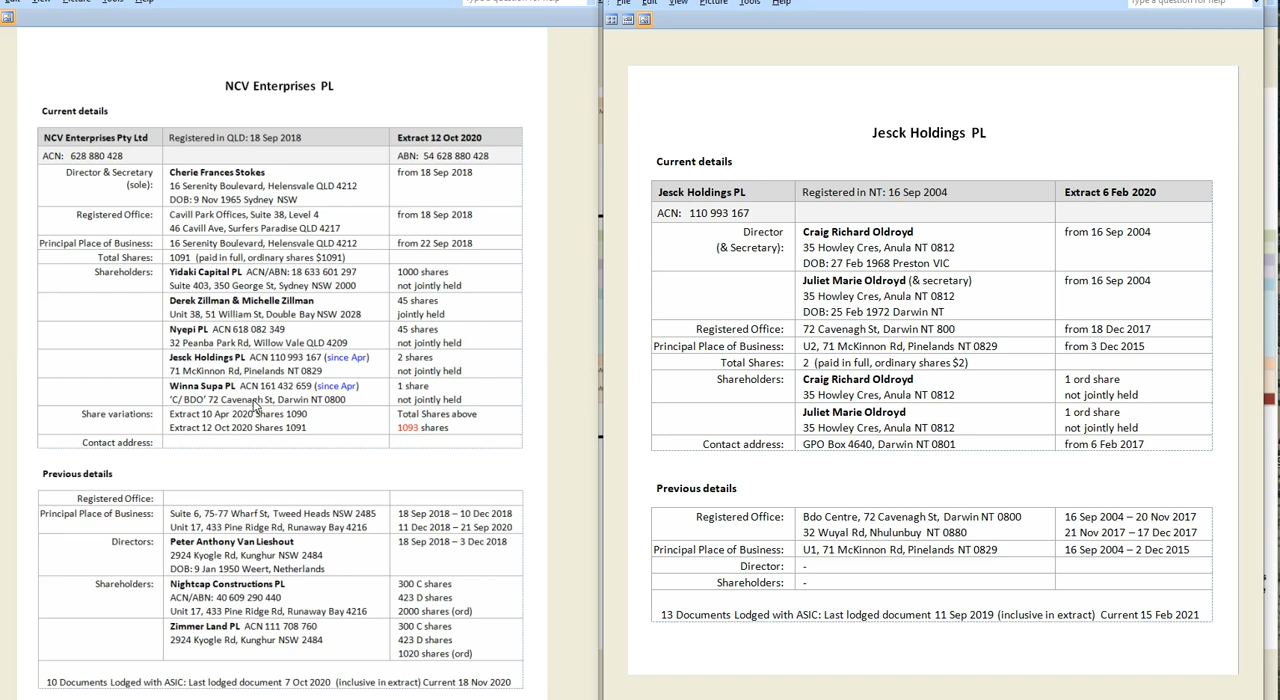 Edit View Picture Tools Help
Type a question for help
NCV Enterprises PL
Current details
NCV Enterprises Pty Ltd Registered in QLD: 18 Sep 2018 Extract 12 Oct 2020
ACN: 628 880 428 ABN: 54 628 880 428
Director & Secretary Cherie Frances Stokes from 18 Sep 2018
(sole): 16 Serenity Boulevard, Helensvale QLD 4212
DOB: 9 Nov 1965 Sydney NSW
Registered Office: Cavill Park Offices, Suite 38, Level 4 from 18 Sep 2018
46 Cavill Ave, Surfers Paradise QLD 4217
Principal Place of Business: 16 Serenity Boulevard, Helensvale QLD 4212 from 22 Sep 2018
Total Shares: 1091 (paid in full, ordinary shares $1091)
Shareholders: Yidaki Capital PL ACN/ABN: 18 633 601 297 1000 shares
Suite 403, 350 George St, Sydney NSW 2000 not jointly held
Derek Zillman & Michelle Zillman 45 shares
Unit 38, 51 William St, Double Bay NSW 2028 jointly held
Nyepi PL ACN 618 082 349 45 shares
32 Peanba Park Rd, Willow Vale QLD 4209 not jointly held
Jesck Holdings PL ACN 110 993 167 (since Apr) 2 shares
71 McKinnon Rd, Pinelands NT 0829 not jointly held
Winna Supa PL ACN 161 432 659 (since Apr) 1 share
‘C/ BDO’ 72 Cavenagh St, Darwin NT 0800 not jointly held
Share variations: Extract 10 Apr 2020 Shares 1090 Total Shares above
Extract 12 Oct 2020 Shares 1091 1093 shares
Contact address:
Previous details
Registered Office:
Principal Place of Business: Suite 6, 75-77 Wharf St, Tweed Heads NSW 2485 18 Sep 2018 – 10 Dec 2018
Unit 17, 433 Pine Ridge Rd, Runaway Bay 4216 11 Dec 2018 – 21 Sep 2020
Directors: Peter Anthony Van Lieshout 18 Sep 2018 – 3 Dec 2018
2924 Kyogle Rd, Kunghur NSW 2484
DOB: 9 Jan 1950 Weert, Netherlands
Shareholders: Nightcap Constructions PL 300 C shares
ACN/ABN: 40 609 290 440 423 D shares
Unit 17, 433 Pine Ridge Rd, Runaway Bay 4216 2000 shares (ord)
Zimmer Land PL ACN 111 708 760 300 C shares
2924 Kyogle Rd, Kunghur NSW 2484 423 D shares
1020 shares (ord)
10 Documents Lodged with ASIC: Last lodged document 7 Oct 2020 (inclusive in extract) Current 18 Nov 2020
File Edit View Picture Tools Help
Type a question for help
Jesck Holdings PL
Current details
Jesck Holdings PL Registered in NT: 16 Sep 2004 Extract 6 Feb 2020
ACN: 110 993 167
Director Craig Richard Oldroyd from 16 Sep 2004
(& Secretary): 35 Howley Cres, Anula NT 0812
DOB: 27 Feb 1968 Preston VIC
Juliet Marie Oldroyd (& secretary) from 16 Sep 2004
35 Howley Cres, Anula NT 0812
DOB: 25 Feb 1972 Darwin NT
Registered Office: 72 Cavenagh St, Darwin NT 800 from 18 Dec 2017
Principal Place of Business: U2, 71 McKinnon Rd, Pinelands NT 0829 from 3 Dec 2015
Total Shares: 2 (paid in full, ordinary shares $2)
Shareholders: Craig Richard Oldroyd 1 ord share
35 Howley Cres, Anula NT 0812 not jointly held
Juliet Marie Oldroyd 1 ord share
35 Howley Cres, Anula NT 0812 not jointly held
Contact address: GPO Box 4640, Darwin NT 0801 from 6 Feb 2017
Previous details
Registered Office: Bdo Centre, 72 Cavenagh St, Darwin NT 0800 16 Sep 2004 – 20 Nov 2017
32 Wuyal Rd, Nhulunbuy NT 0880 21 Nov 2017 – 17 Dec 2017
Principal Place of Business: U1, 71 McKinnon Rd, Pinelands NT 0829 16 Sep 2004 – 2 Dec 2015
Director: -
Shareholders: -
13 Documents Lodged with ASIC: Last lodged document 11 Sep 2019 (inclusive in extract) Current 15 Feb 2021